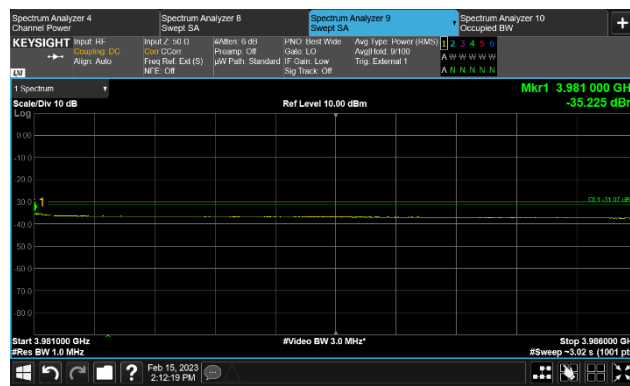 Spectrum Analyzer 4
Channel Power
Spectrum Analyzer 8
Swept SA
Spectrum Analyzer 9
Swept SA
Spectrum Analyzer 10
Occupied BW
+
KEYSIGHT
LXI
Input: RF
Coupling: DC
Align: Auto
Input Z: 50 Ω
Corr CCorr
Freq Ref: Ext (S)
NFE: Off
#Atten: 6 dB
Preamp: Off
µW Path: Standard
PNO: Best Wide
Gate: LO
IF Gain: Low
Sig Track: Off
Avg Type: Power (RMS)
Avg|Hold: 9/100
Trig: External 1
1 2 3 4 5 6
A W W W W W
A N N N N N
1 Spectrum
Scale/Div 10 dB
Log
Ref Level 10.00 dBm
Mkr1 3.981 000 GH
-35.225 dB
0.00
-10.0
-20.0
-30.0
-40.0
-50.0
-60.0
-70.0
-80.0
1
Start 3.981000 GHz
#Res BW 1.0 MHz
#Video BW 3.0 MHz*
Stop 3.986000 GH
#Sweep ~3.02 s (1001 pt
?
Feb 15, 2023
2:12:19 PM